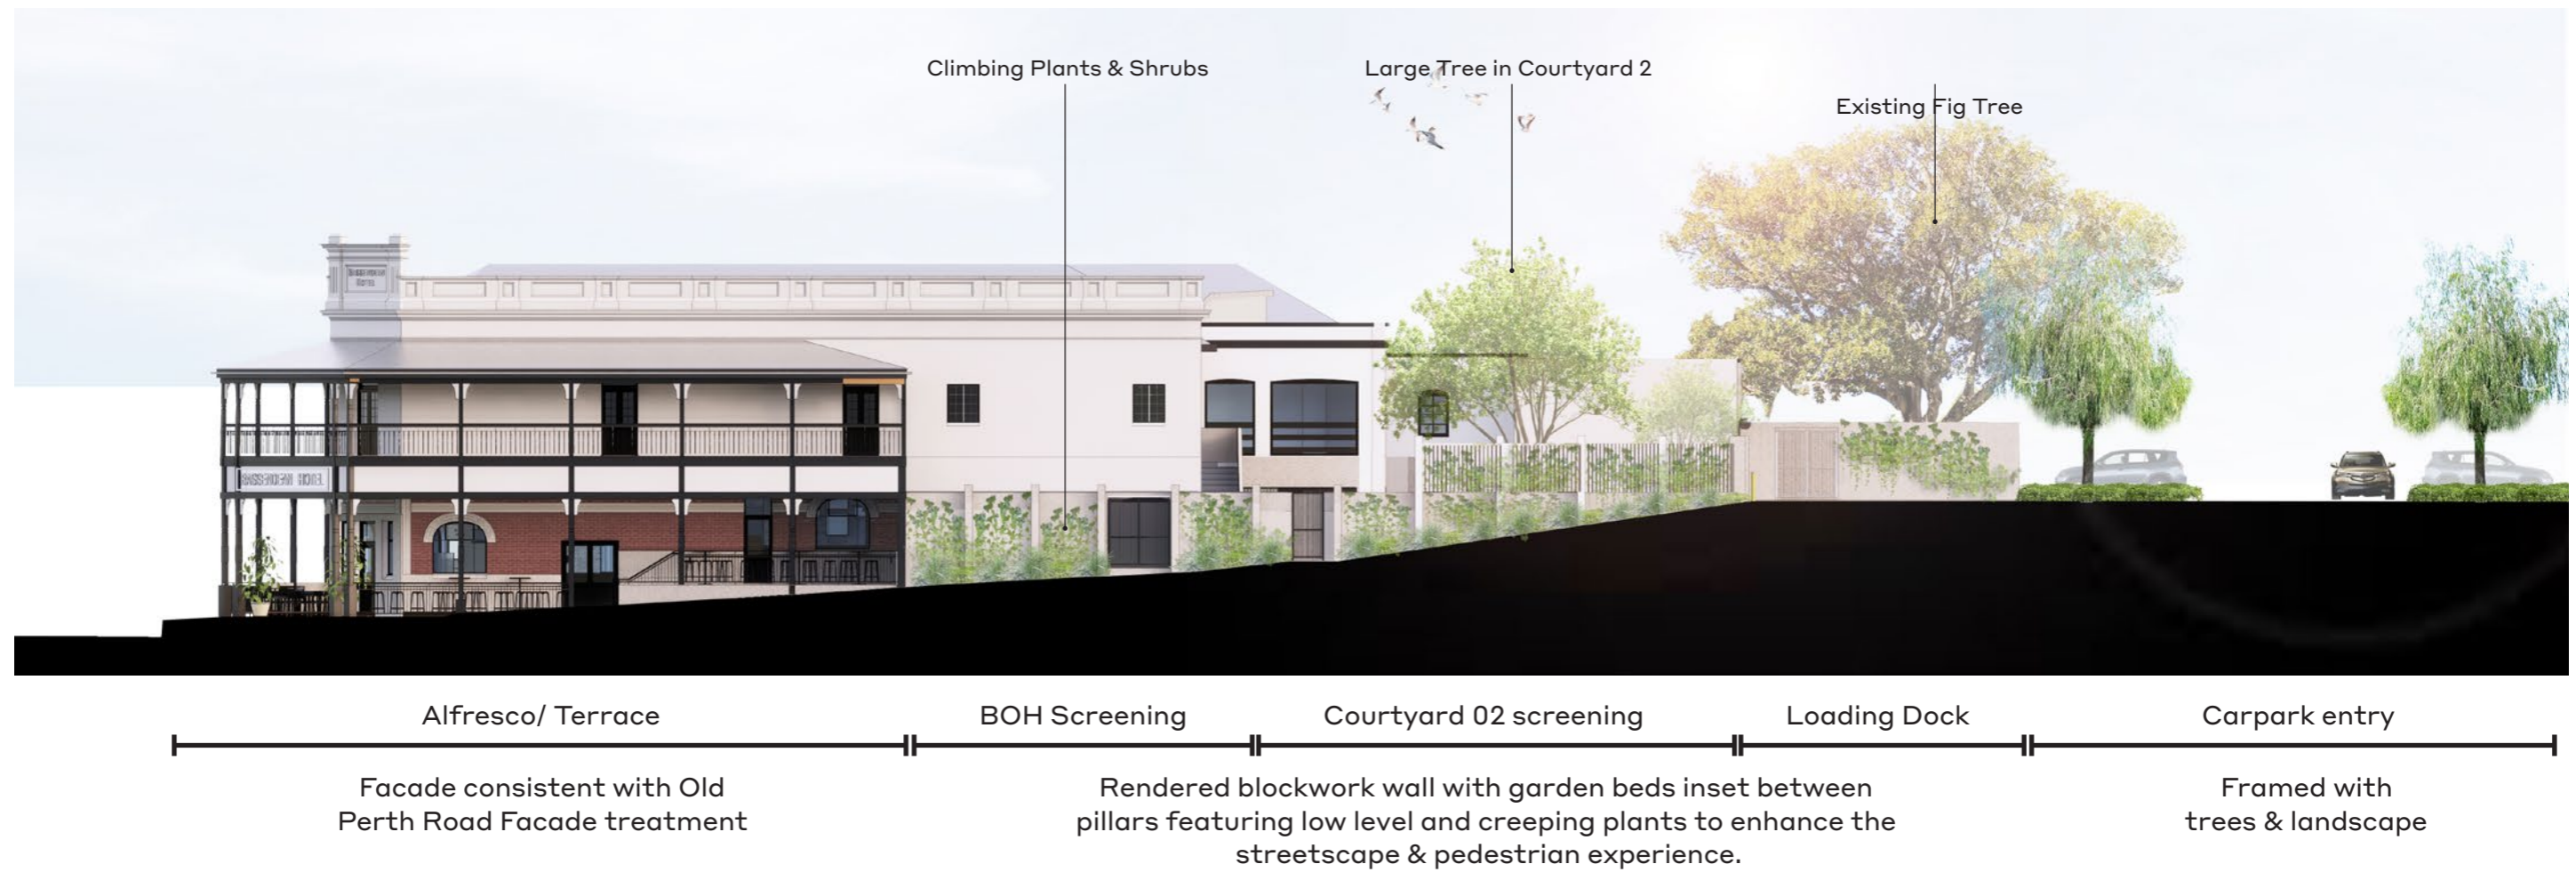 Climbing Plants & Shrubs
Large Tree in Courtyard 2
Existing Fig Tree
Alfresco/ Terrace
BOH Screening
Courtyard 02 screening
Loading Dock
Carpark entry
Facade consistent with Old
Perth Road Facade treatment
Rendered blockwork wall with garden beds inset between
pillars featuring low level and creeping plants to enhance the
streetscape & pedestrian experience.
Framed with
trees & landscape